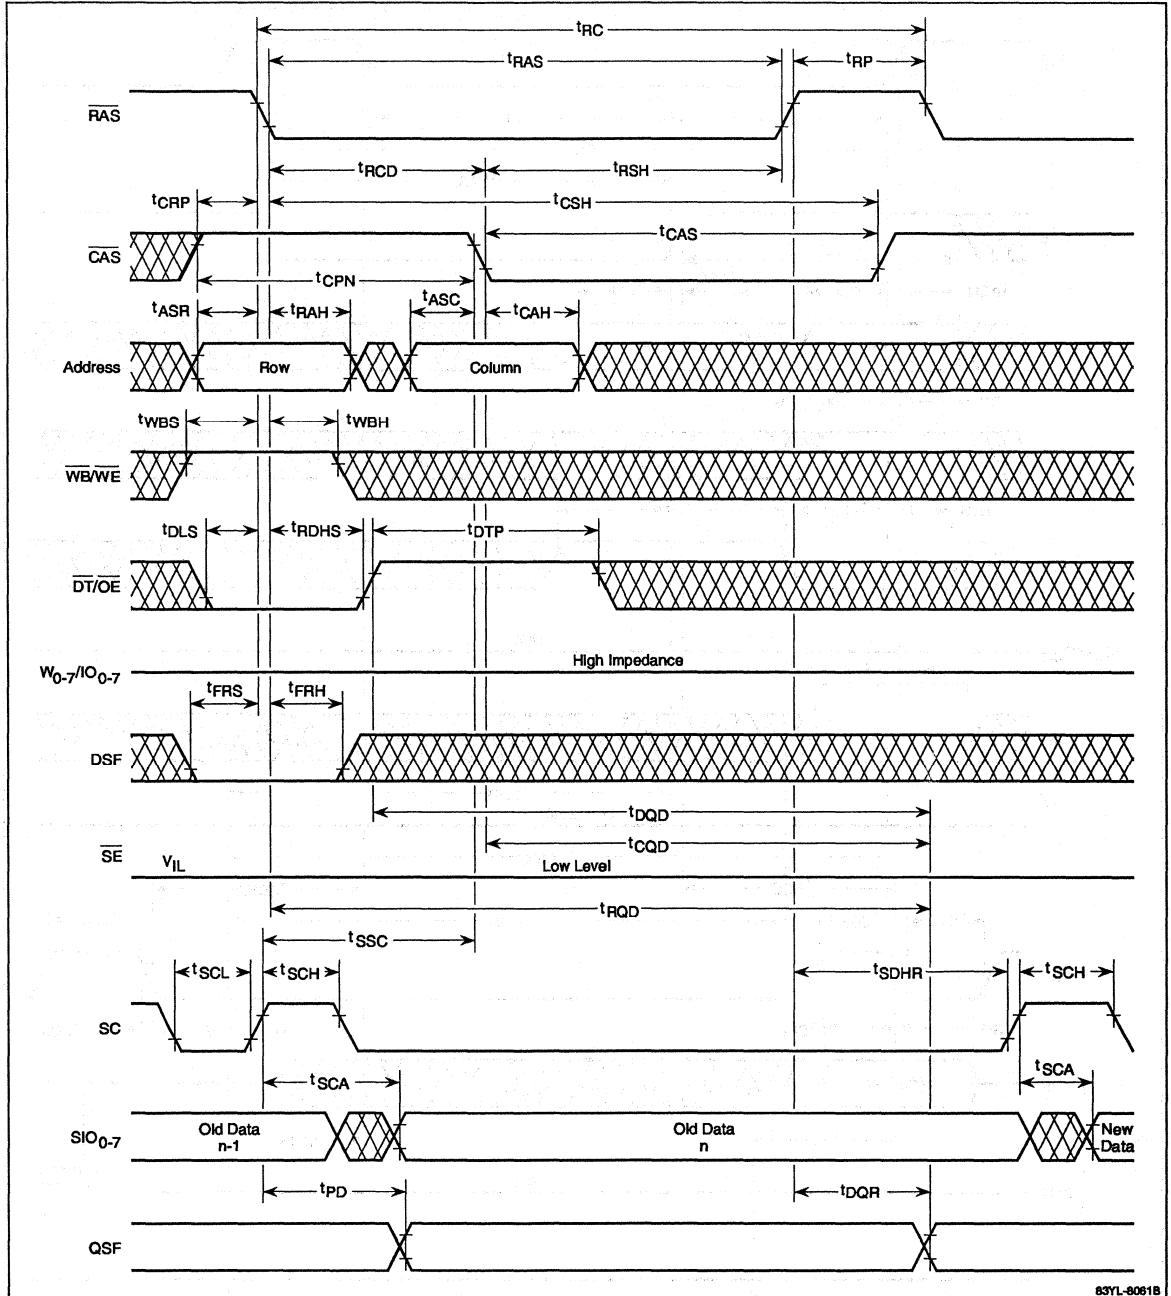 tRC
tRAS
tRP
RAS
tRCD
tRSH
tCRP
tCSH
CAS
tCAS
tCPN
tASR
tRAH
tASC
tCAH
Address
Row
Column
tWBS
tWBH
WB/WE
tDLS
tRDHS
tDTP
DT/OE
W0-7/IO0-7
High Impedance
tFRS
tFRH
DSF
tDQD
tCQD
SE
VIL
Low Level
tRQD
tSSC
tSCL
tSCH
tSDHR
tSCH
SC
tSCA
tSCA
SIO0-7
Old Data
n-1
Old Data
n
New
Data
tPD
tDQR
QSF
83YL-8061B